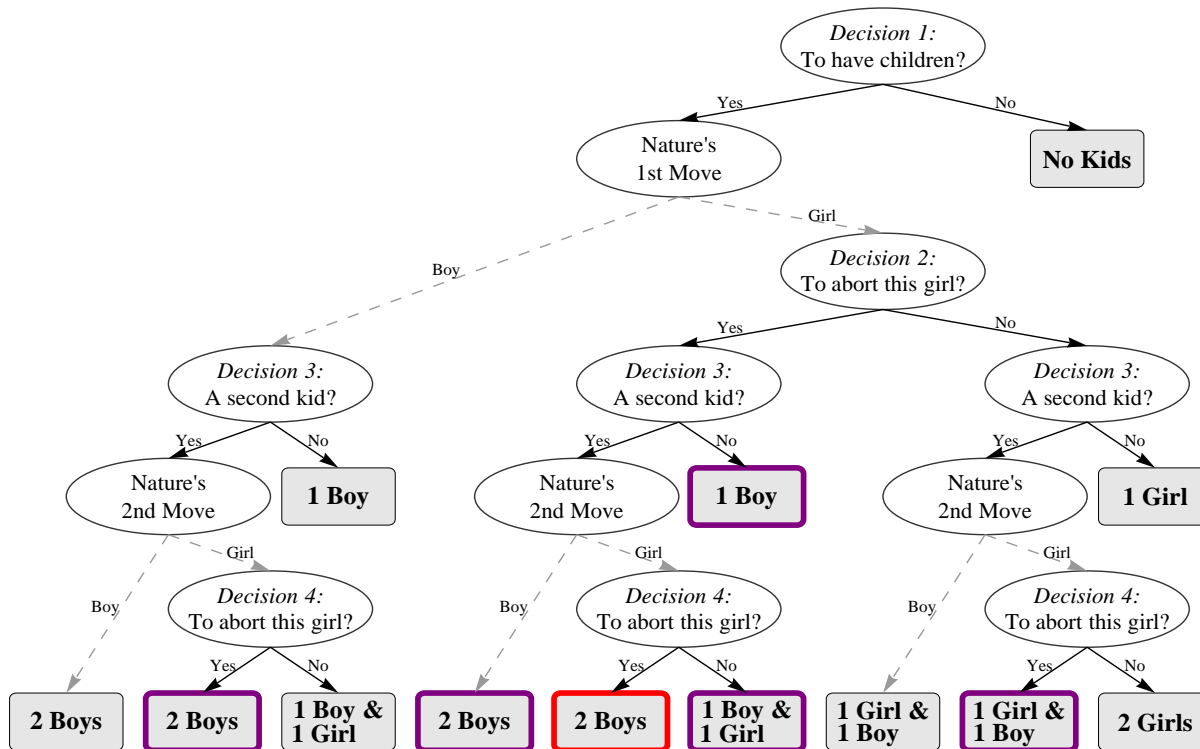 Decision 1:
To have children?
Yes
No
Nature's
1st Move
No Kids
Boy
Girl
Decision 2:
To abort this girl?
Yes
No
Decision 3:
A second kid?
Decision 3:
A second kid?
Decision 3:
A second kid?
Yes
No
Yes
No
Yes
No
Nature's
2nd Move
1 Boy
Nature's
2nd Move
1 Boy
Nature's
2nd Move
1 Girl
Boy
Girl
Boy
Girl
Boy
Girl
Decision 4:
To abort this girl?
Decision 4:
To abort this girl?
Decision 4:
To abort this girl?
Yes
No
Yes
No
Yes
No
2 Boys
2 Boys
1 Boy &
1 Girl
2 Boys
2 Boys
1 Boy &
1 Girl
1 Girl &
1 Boy
1 Girl &
1 Boy
2 Girls